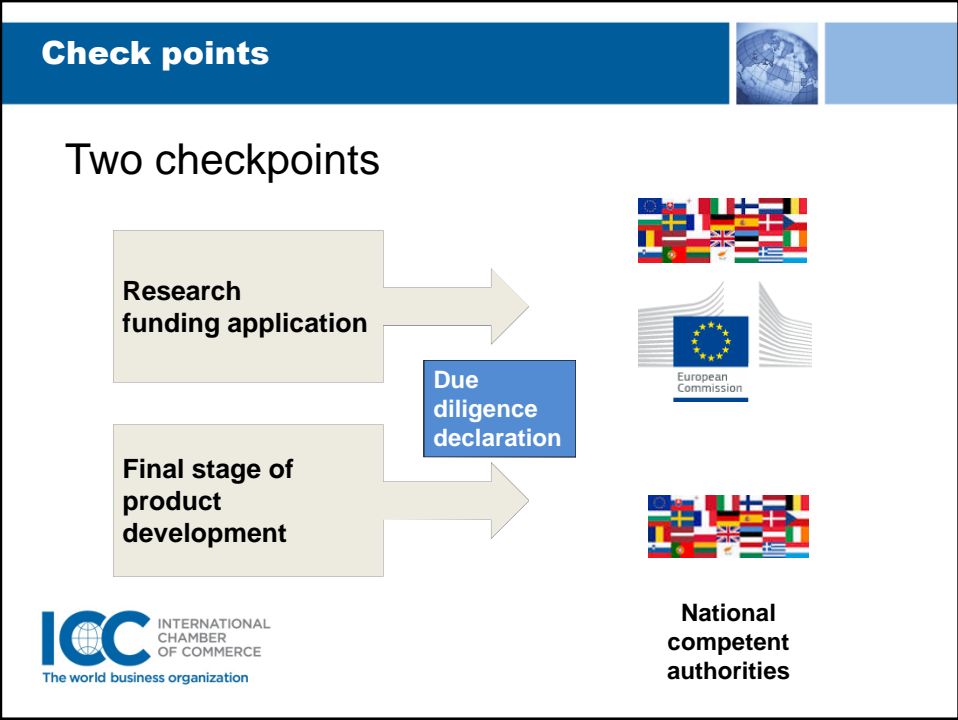 Check points
Two checkpoints
Research
funding application
European
Commission
Due
diligence
declaration
Final stage of
product
development
ICC INTERNATIONAL
CHAMBER
OF COMMERCE
The world business organization
National
competent
authorities